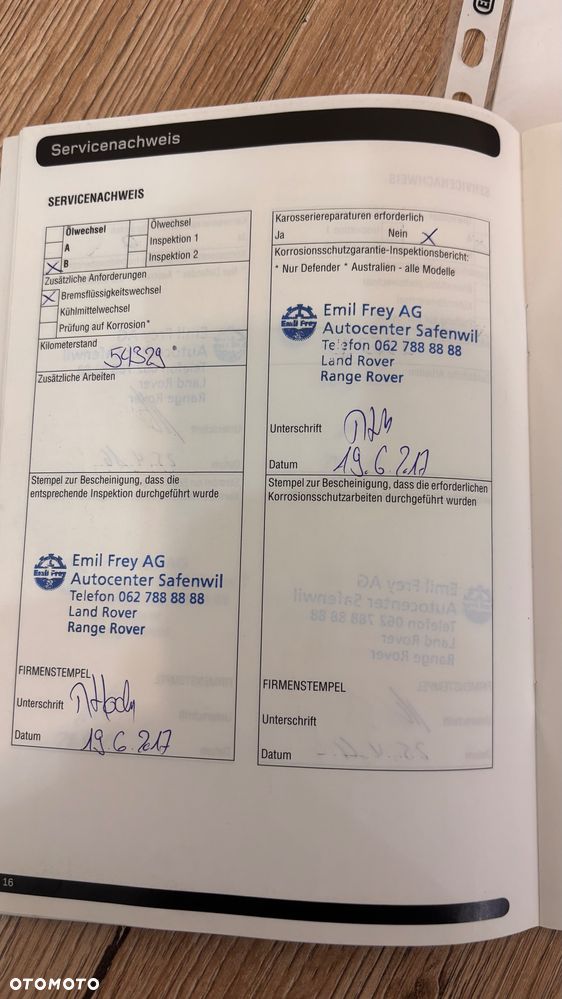 Servicenachweis
SERVICENACHWEIS
Ölwechsel
A
B
Ölwechsel
Inspektion 1
Inspektion 2
Zusätzliche Anforderungen
Bremsflüssigkeitswechsel
Kühlmittelwechsel
Prüfung auf Korrosion*
Kilometerstand
54329
Zusätzliche Arbeiten
Stempel zur Bescheinigung, dass die
entsprechende Inspektion durchgeführt wurde
Emil Frey
Emil Frey AG
Autocenter Safenwil
Telefon 062 788 88 88
Land Rover
Range Rover
FIRMENSTEMPEL
Unterschrift
Datum 19.6.2017
Karosseriereparaturen erforderlich
Ja Nein X
Korrosionsschutzgarantie-Inspektionsbericht:
* Nur Defender * Australien - alle Modelle
Emil Frey
Emil Frey AG
Autocenter Safenwil
Telefon 062 788 88 88
Land Rover
Range Rover
Unterschrift
Datum 19.6.2017
Stempel zur Bescheinigung, dass die erforderlichen
Korrosionsschutzarbeiten durchgeführt wurden
FIRMENSTEMPEL
Unterschrift
Datum
16
OTOMOTO